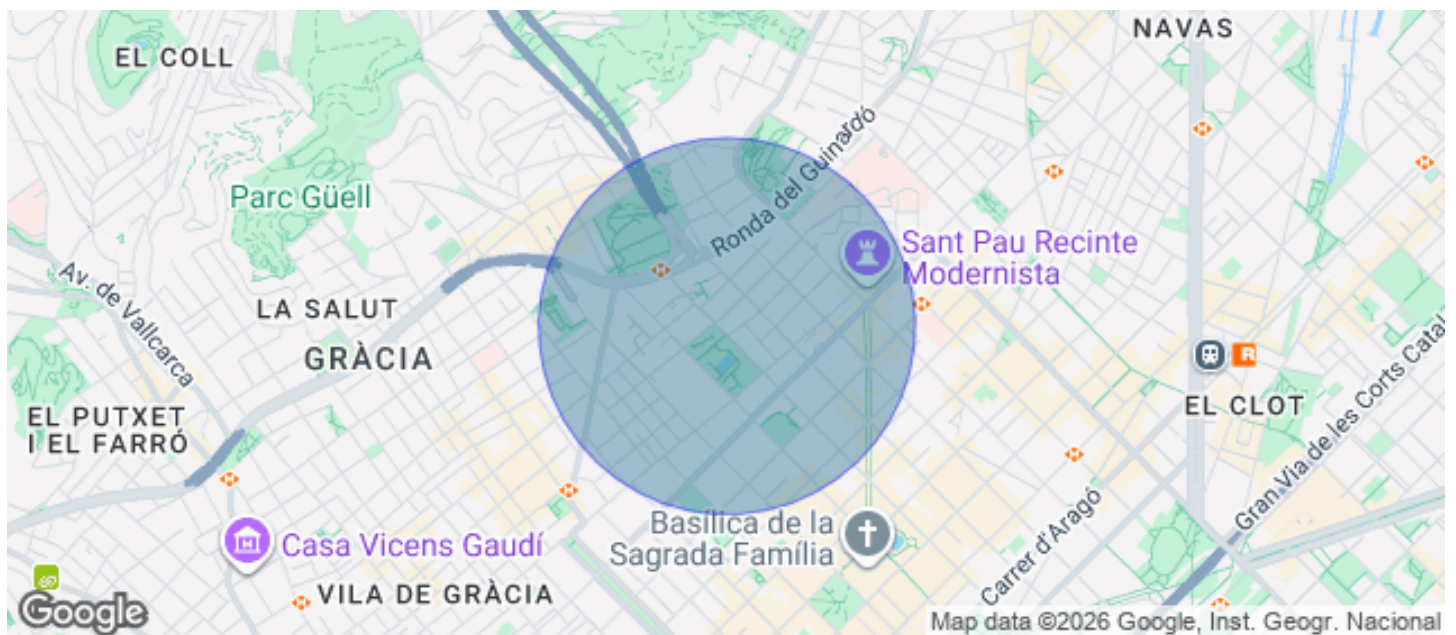 NAVAS
EL COLL
Ronda del Guinardó
Parc Güell
Sant Pau Recinte
Modernista
Av. de Vallcarca
LA SALUT
GRÀCIA
R
EL PUTXET
I EL FARRÓ
EL CLOT
Gran Via de les Corts Catal
Carrer d'Aragó
Basílica de la
Sagrada Família
Casa Vicens Gaudí
VILA DE GRÀCIA
Google
Map data ©2026 Google, Inst. Geogr. Nacional